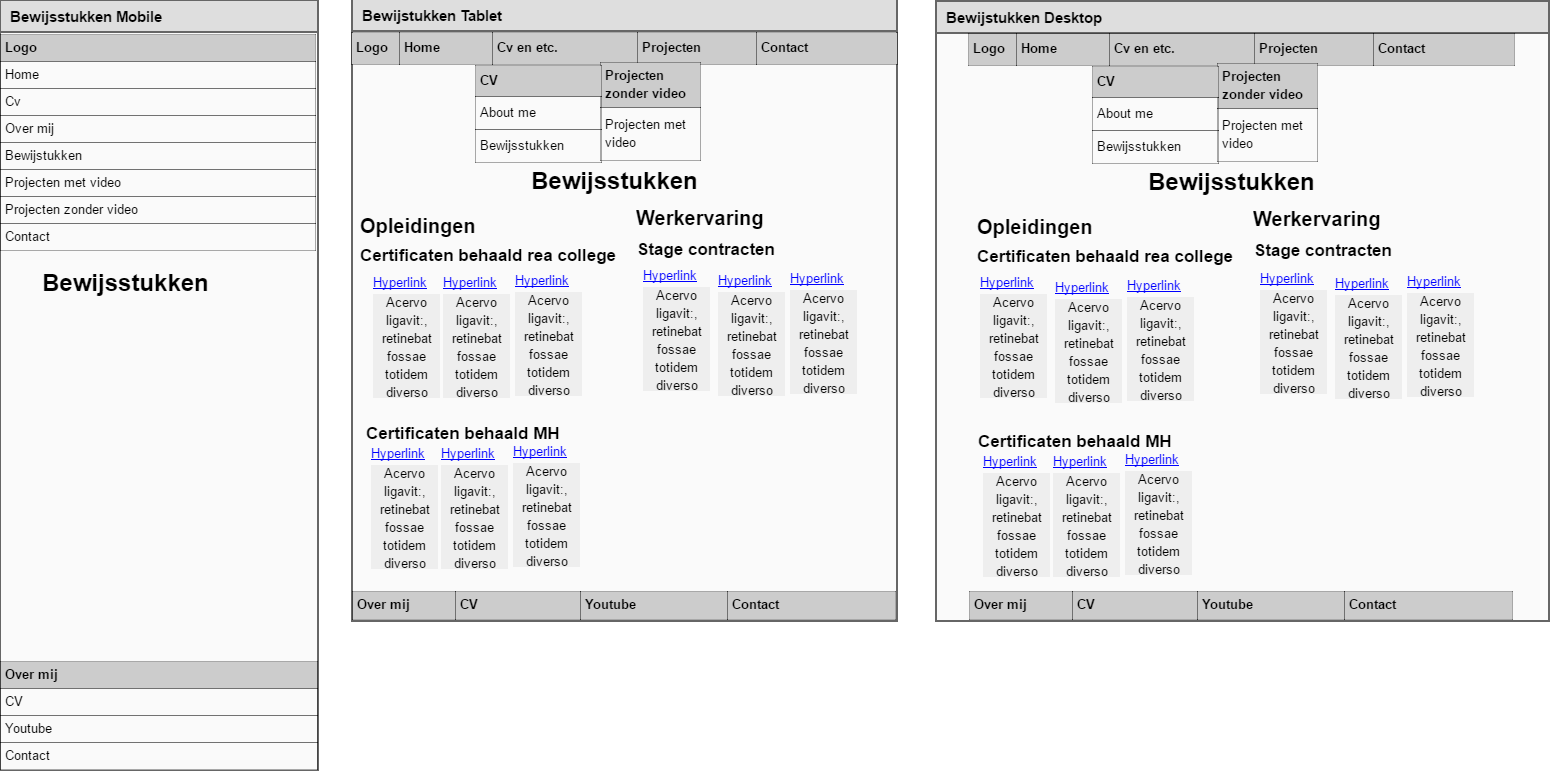 Bewijsstukken Mobile
Logo
Home
Cv
Over mij
Bewijstukken
Projecten met video
Projecten zonder video
Contact
Bewijsstukken
Over mij
CV
Youtube
Contact
Bewijstukken Tablet
Logo Home Cv en etc. Projecten Contact
CV
About me
Bewijsstukken
Projecten
zonder video
Projecten met
video
Bewijsstukken
Opleidingen
Certificaten behaald rea college
Hyperlink Hyperlink Hyperlink
Acervo Acervo Acervo
ligavit:, ligavit:, ligavit:,
retinebat retinebat retinebat
fossae fossae fossae
totidem totidem totidem
diverso diverso diverso
Werkervaring
Stage contracten
Hyperlink Hyperlink Hyperlink
Acervo Acervo Acervo
ligavit:, ligavit:, ligavit:,
retinebat retinebat retinebat
fossae fossae fossae
totidem totidem totidem
diverso diverso diverso
Certificaten behaald MH
Hyperlink Hyperlink Hyperlink
Acervo Acervo Acervo
ligavit:, ligavit:, ligavit:,
retinebat retinebat retinebat
fossae fossae fossae
totidem totidem totidem
diverso diverso diverso
Over mij CV Youtube Contact
Bewijstukken Desktop
Logo Home Cv en etc. Projecten Contact
CV
About me
Bewijsstukken
Projecten
zonder video
Projecten met
video
Bewijsstukken
Opleidingen
Certificaten behaald rea college
Hyperlink Hyperlink Hyperlink
Acervo Acervo Acervo
ligavit:, ligavit:, ligavit:,
retinebat retinebat retinebat
fossae fossae fossae
totidem totidem totidem
diverso diverso diverso
Werkervaring
Stage contracten
Hyperlink Hyperlink Hyperlink
Acervo Acervo Acervo
ligavit:, ligavit:, ligavit:,
retinebat retinebat retinebat
fossae fossae fossae
totidem totidem totidem
diverso diverso diverso
Certificaten behaald MH
Hyperlink Hyperlink Hyperlink
Acervo Acervo Acervo
ligavit:, ligavit:, ligavit:,
retinebat retinebat retinebat
fossae fossae fossae
totidem totidem totidem
diverso diverso diverso
Over mij CV Youtube Contact